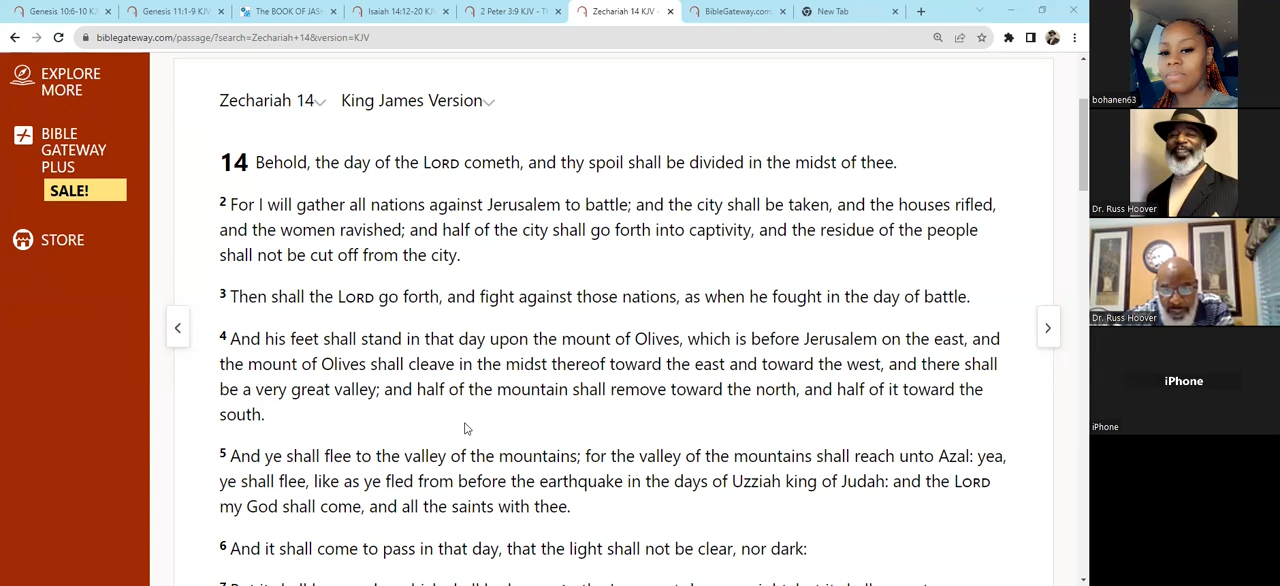 Genesis 10:6-10 KJV
Genesis 11:1-9 KJV
The BOOK OF JAS
Isaiah 14:12-20 KJV
2 Peter 3:9 KJV - Th
Zechariah 14 KJV -
BibleGateway.com
New Tab
biblegateway.com/passage/?search=Zechariah+14&version=KJV
EXPLORE
MORE
BIBLE
GATEWAY
PLUS
SALE!
STORE
Zechariah 14 King James Version
14 Behold, the day of the LORD cometh, and thy spoil shall be divided in the midst of thee.
2 For I will gather all nations against Jerusalem to battle; and the city shall be taken, and the houses rifled,
and the women ravished; and half of the city shall go forth into captivity, and the residue of the people
shall not be cut off from the city.
3 Then shall the LORD go forth, and fight against those nations, as when he fought in the day of battle.
4 And his feet shall stand in that day upon the mount of Olives, which is before Jerusalem on the east, and
the mount of Olives shall cleave in the midst thereof toward the east and toward the west, and there shall
be a very great valley; and half of the mountain shall remove toward the north, and half of it toward the
south.
5 And ye shall flee to the valley of the mountains; for the valley of the mountains shall reach unto Azal: yea,
ye shall flee, like as ye fled from before the earthquake in the days of Uzziah king of Judah: and the LORD
my God shall come, and all the saints with thee.
6 And it shall come to pass in that day, that the light shall not be clear, nor dark:
bohanen63
Dr. Russ Hoover
Dr. Russ Hoover
iPhone
iPhone